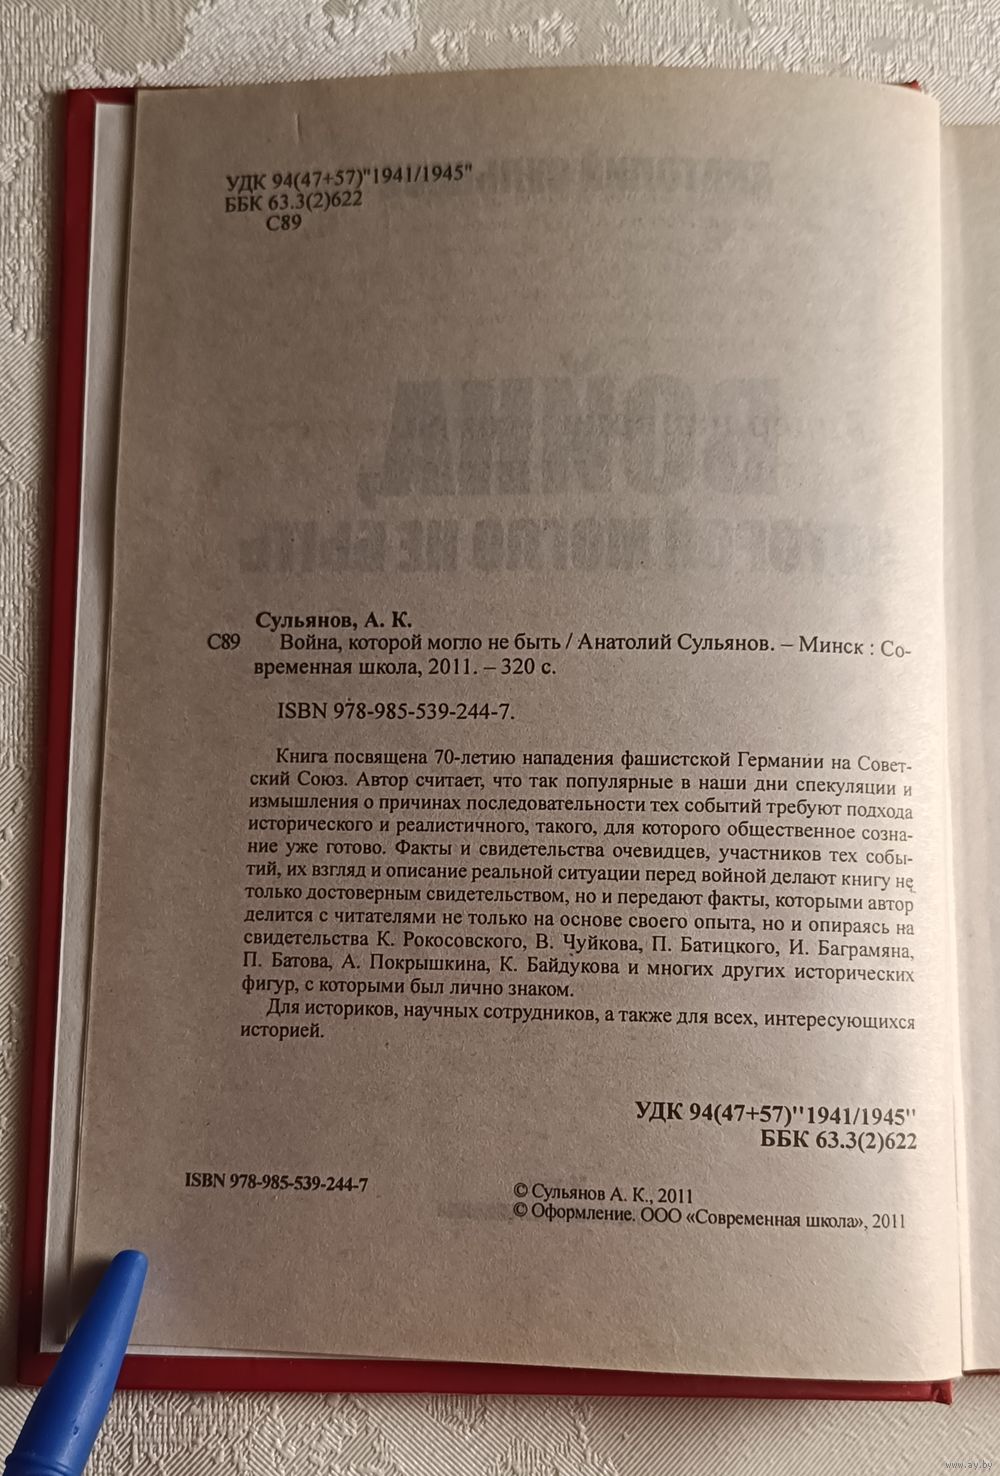 УДК 94(47+57)"1941/1945"
ББК 63.3(2)622
С89
Сульянов, А. К.
С89 Война, которой могло не быть / Анатолий Сульянов. – Минск : Со-
временная школа, 2011. – 320 с.
ISBN 978-985-539-244-7.
Книга посвящена 70-летию нападения фашистской Германии на Совет-
ский Союз. Автор считает, что так популярные в наши дни спекуляции и
измышления о причинах последовательности тех событий требуют подхода
исторического и реалистичного, такого, для которого общественное созна-
ние уже готово. Факты и свидетельства очевидцев, участников тех собы-
тий, их взгляд и описание реальной ситуации перед войной делают книгу не
только достоверным свидетельством, но и передают факты, которыми автор
делится с читателями не только на основе своего опыта, но и опираясь на
свидетельства К. Рокосовского, В. Чуйкова, П. Батицкого, И. Баграмяна,
П. Батова, А. Покрышкина, К. Байдукова и многих других исторических
фигур, с которыми был лично знаком.
Для историков, научных сотрудников, а также для всех, интересующихся
историей.
УДК 94(47+57)"1941/1945"
ББК 63.3(2)622
ISBN 978-985-539-244-7
© Сульянов А. К., 2011
© Оформление. ООО «Современная школа», 2011
www.ay.by